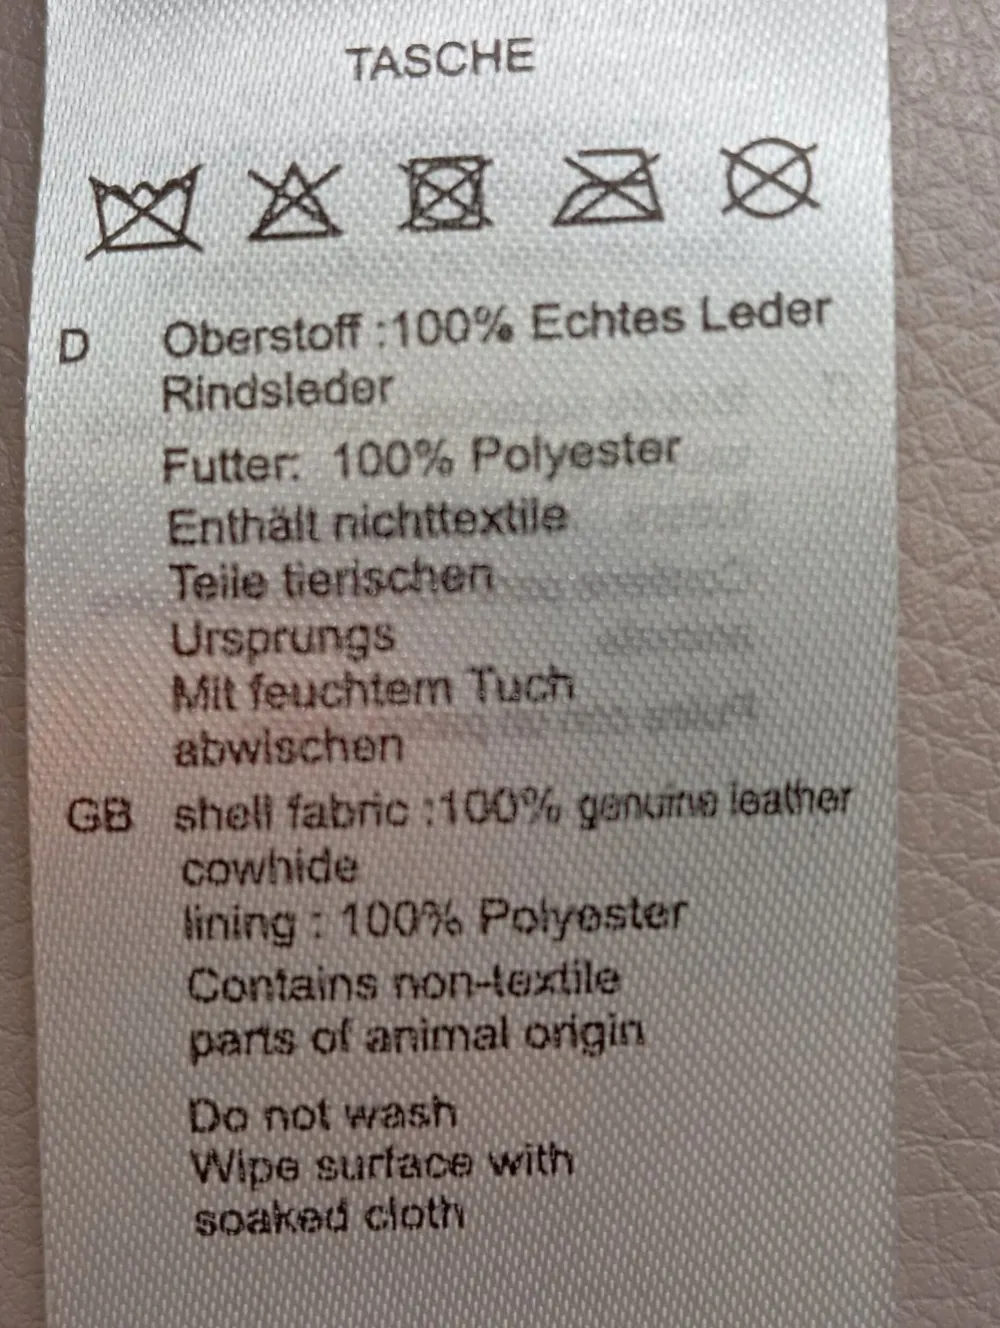 TASCHE
D Oberstoff :100% Echtes Leder
Rindsleder
Futter: 100% Polyester
Enthält nichttextile
Teile tierischen
Ursprungs
Mit feuchtem Tuch
abwischen
GB shell fabric :100% genuine leather
cowhide
lining : 100% Polyester
Contains non-textile
parts of animal origin
Do not wash
Wipe surface with
soaked cloth